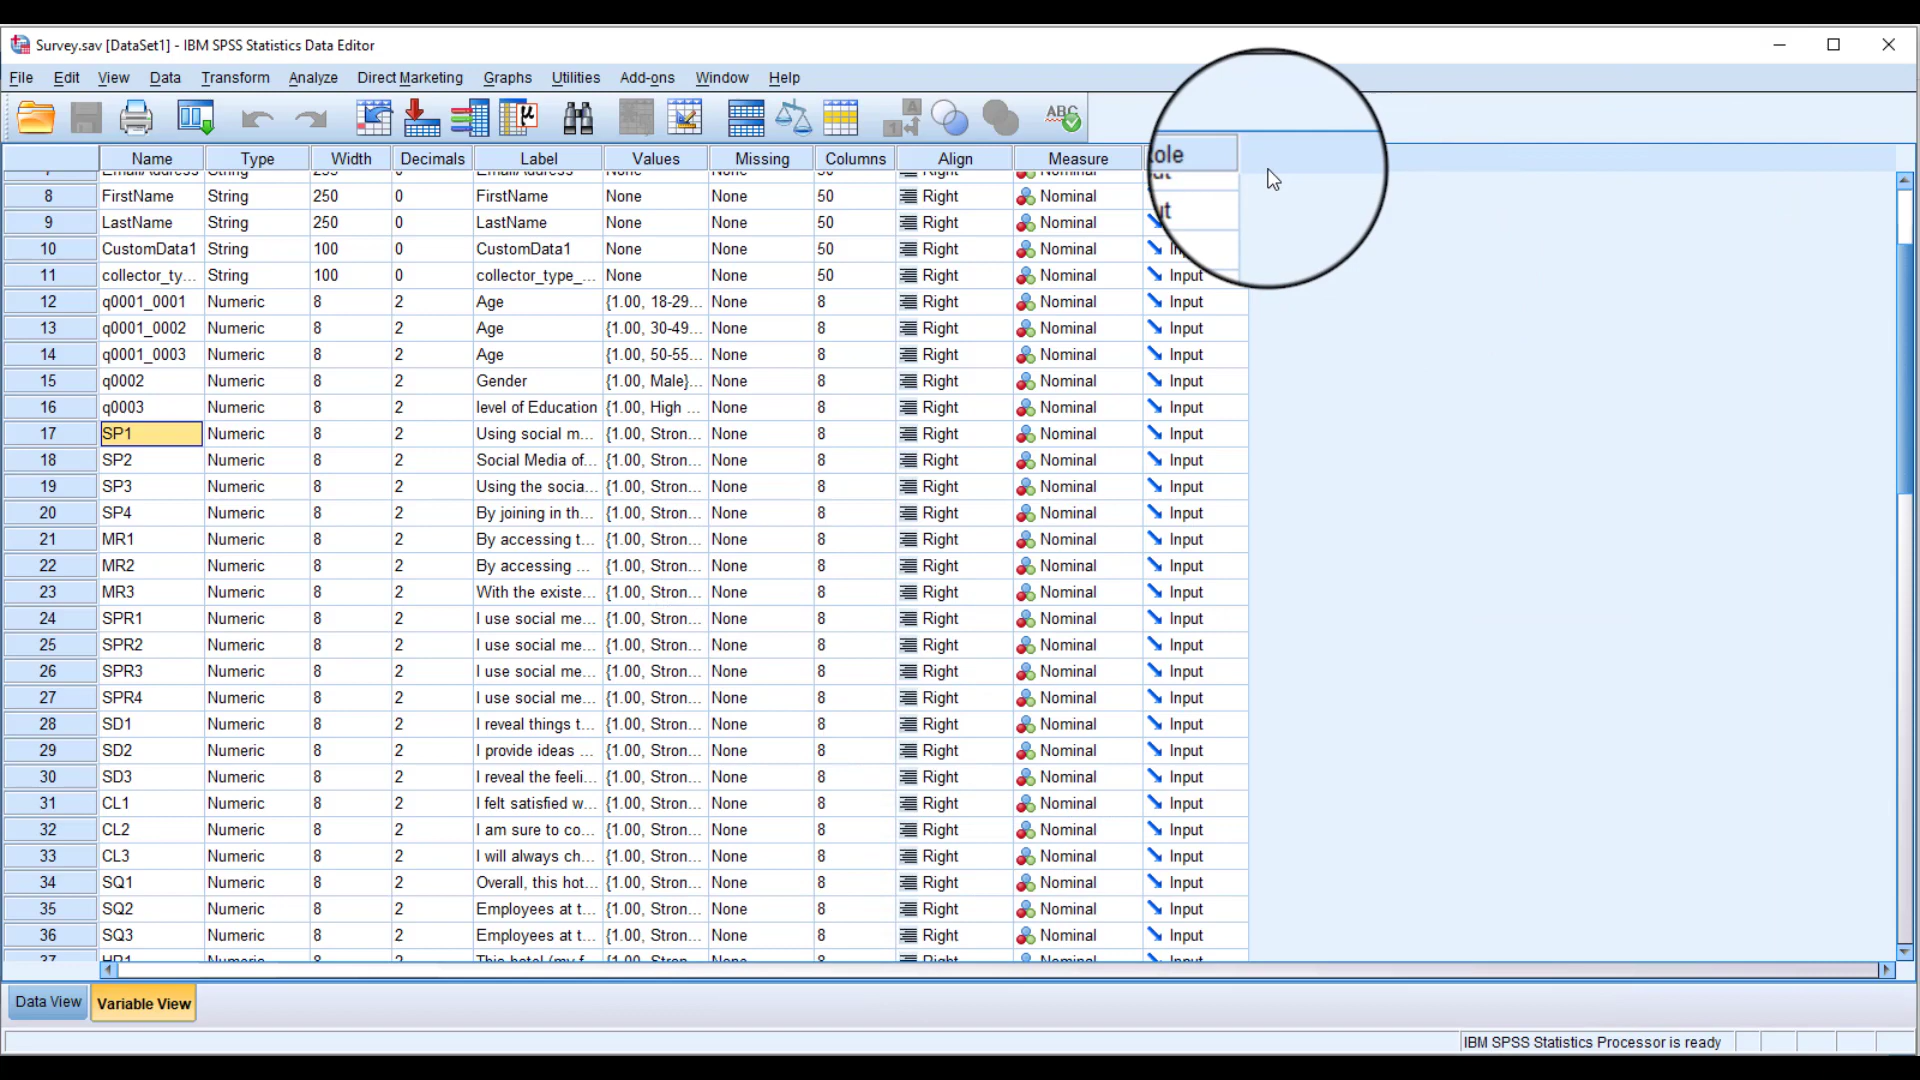 Survey.sav [DataSet1] - IBM SPSS Statistics Data Editor
File Edit View Data Transform Analyze Direct Marketing Graphs Utilities Add-ons Window Help
Name Type Width Decimals Label Values Missing Columns Align Measure ole
EmailAddress String 255 0 EmailAddress None None 50 Right Nominal ut
8 FirstName String 250 0 FirstName None None 50 Right Nominal ut
9 LastName String 250 0 LastName None None 50 Right Nominal
10 CustomData1 String 100 0 CustomData1 None None 50 Right Nominal In
11 collector_ty... String 100 0 collector_type_... None None 50 Right Nominal Input
12 q0001_0001 Numeric 8 2 Age {1.00, 18-29... None 8 Right Nominal Input
13 q0001_0002 Numeric 8 2 Age {1.00, 30-49... None 8 Right Nominal Input
14 q0001_0003 Numeric 8 2 Age {1.00, 50-55... None 8 Right Nominal Input
15 q0002 Numeric 8 2 Gender {1.00, Male}... None 8 Right Nominal Input
16 q0003 Numeric 8 2 level of Education {1.00, High ... None 8 Right Nominal Input
17 SP1 Numeric 8 2 Using social m... {1.00, Stron... None 8 Right Nominal Input
18 SP2 Numeric 8 2 Social Media of... {1.00, Stron... None 8 Right Nominal Input
19 SP3 Numeric 8 2 Using the socia... {1.00, Stron... None 8 Right Nominal Input
20 SP4 Numeric 8 2 By joining in th... {1.00, Stron... None 8 Right Nominal Input
21 MR1 Numeric 8 2 By accessing t... {1.00, Stron... None 8 Right Nominal Input
22 MR2 Numeric 8 2 By accessing ... {1.00, Stron... None 8 Right Nominal Input
23 MR3 Numeric 8 2 With the existe... {1.00, Stron... None 8 Right Nominal Input
24 SPR1 Numeric 8 2 I use social me... {1.00, Stron... None 8 Right Nominal Input
25 SPR2 Numeric 8 2 I use social me... {1.00, Stron... None 8 Right Nominal Input
26 SPR3 Numeric 8 2 I use social me... {1.00, Stron... None 8 Right Nominal Input
27 SPR4 Numeric 8 2 I use social me... {1.00, Stron... None 8 Right Nominal Input
28 SD1 Numeric 8 2 I reveal things t... {1.00, Stron... None 8 Right Nominal Input
29 SD2 Numeric 8 2 I provide ideas ... {1.00, Stron... None 8 Right Nominal Input
30 SD3 Numeric 8 2 I reveal the feeli... {1.00, Stron... None 8 Right Nominal Input
31 CL1 Numeric 8 2 I felt satisfied w... {1.00, Stron... None 8 Right Nominal Input
32 CL2 Numeric 8 2 I am sure to co... {1.00, Stron... None 8 Right Nominal Input
33 CL3 Numeric 8 2 I will always ch... {1.00, Stron... None 8 Right Nominal Input
34 SQ1 Numeric 8 2 Overall, this hot... {1.00, Stron... None 8 Right Nominal Input
35 SQ2 Numeric 8 2 Employees at t... {1.00, Stron... None 8 Right Nominal Input
36 SQ3 Numeric 8 2 Employees at t... {1.00, Stron... None 8 Right Nominal Input
37 Numeric 8 2 {1.00, Stron... None 8 Right Nominal Input
Data View Variable View
IBM SPSS Statistics Processor is ready